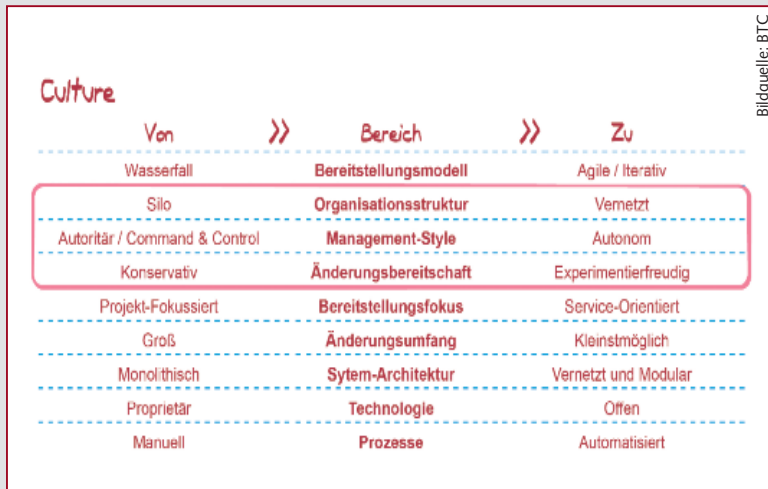 Culture
Von » Bereich » Zu
Wasserfall Bereitstellungsmodell Agile / Iterativ
Silo Organisationsstruktur Vernetzt
Autoritär / Command & Control Management-Style Autonom
Konservativ Änderungsbereitschaft Experimentierfreudig
Projekt-Fokussiert Bereitstellungsfokus Service-Orientiert
Groß Änderungsumfang Kleinstmöglich
Monolithisch Sytem-Architektur Vernetzt und Modular
Proprietär Technologie Offen
Manuell Prozesse Automatisiert
Bildquelle: BTC